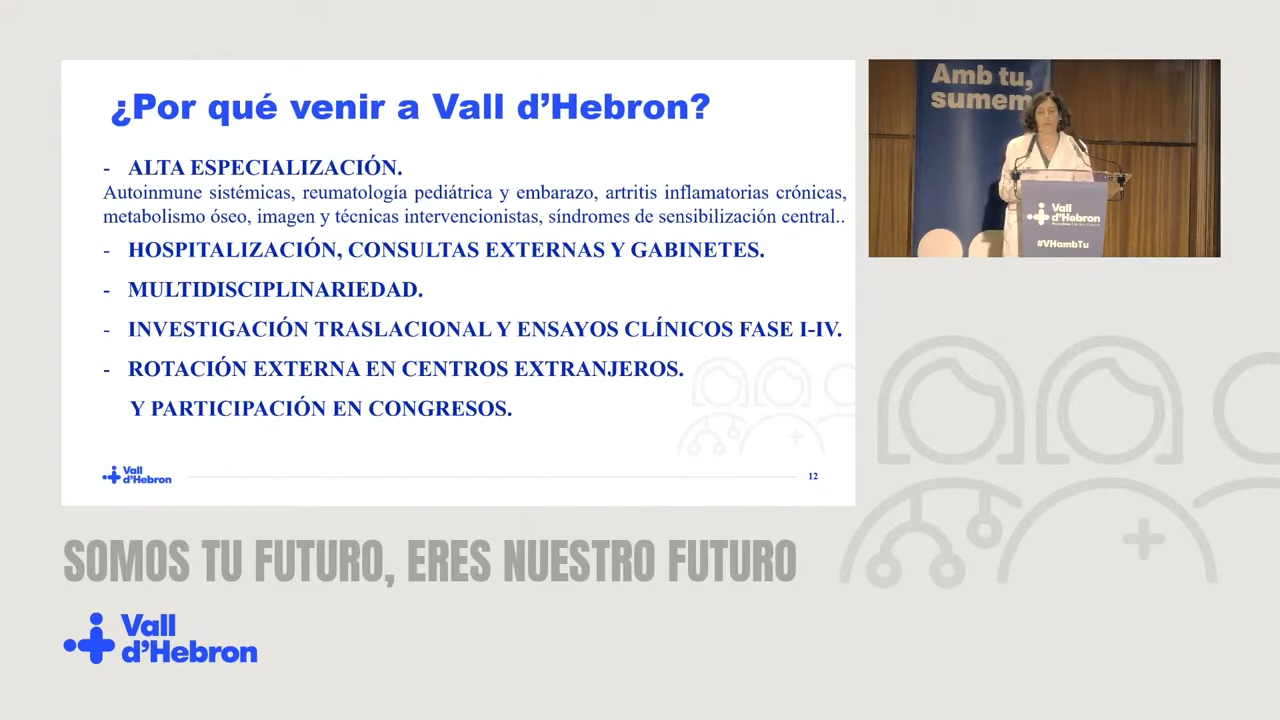 ¿Por qué venir a Vall d’Hebron?
- ALTA ESPECIALIZACIÓN.
Autoinmune sistémicas, reumatología pediátrica y embarazo, artritis inflamatorias crónicas,
metabolismo óseo, imagen y técnicas intervencionistas, síndromes de sensibilización central..
- HOSPITALIZACIÓN, CONSULTAS EXTERNAS Y GABINETES.
- MULTIDISCIPLINARIEDAD.
- INVESTIGACIÓN TRASLACIONAL Y ENSAYOS CLÍNICOS FASE I-IV.
- ROTACIÓN EXTERNA EN CENTROS EXTRANJEROS.
Y PARTICIPACIÓN EN CONGRESOS.
Vall
d’Hebron
12
Amb tu,
sumem
Vall
d’Hebron
#VHambTu
SOMOS TU FUTURO, ERES NUESTRO FUTURO
Vall
d’Hebron